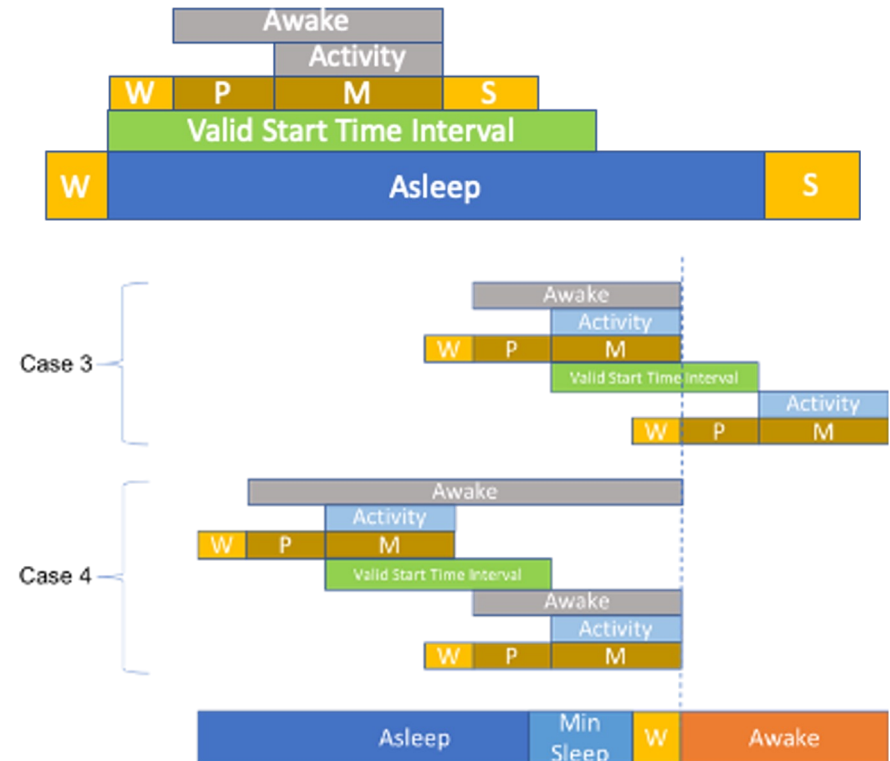 Awake
Activity
W P M S
Valid Start Time Interval
W Asleep S
Awake
Activity
Case 3
W P M
Valid Start Time Interval
Activity
W P M
Awake
Activity
W P M
Case 4
Valid Start Time Interval
Awake
Activity
W P M
Asleep Min Sleep W Awake